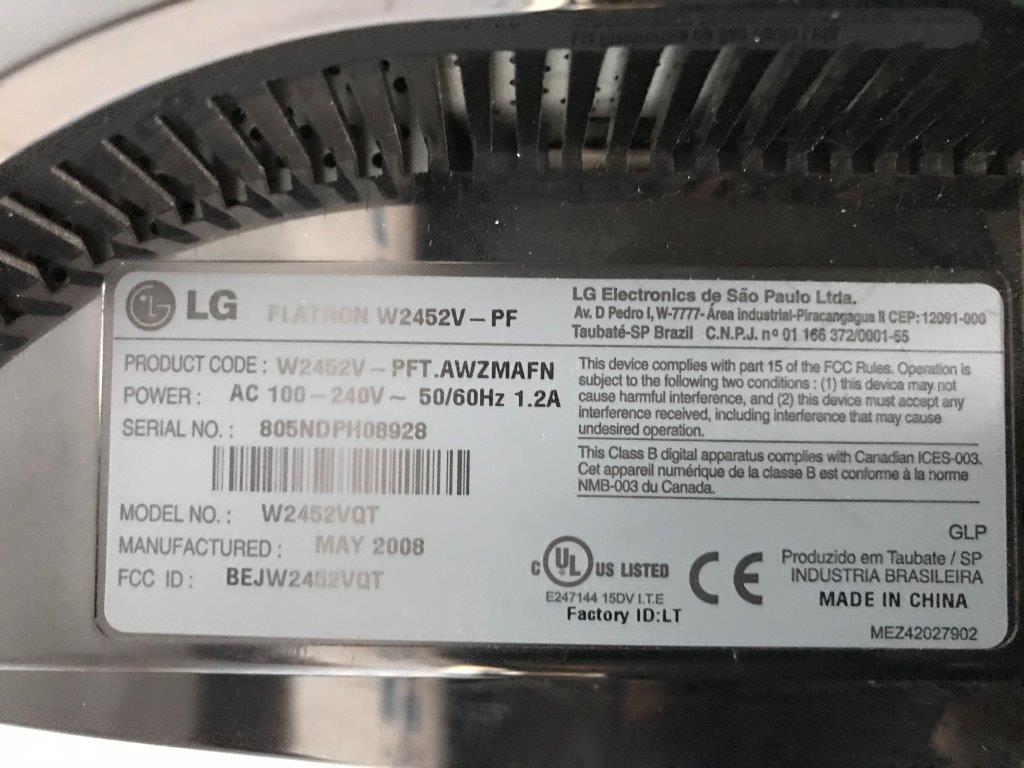 LG FLATRON W2452V-PF
LG Electronics de São Paulo Ltda.
Av. D Pedro I, W-7777- Área Industrial-Piracangagua II CEP:12091-000
Taubaté-SP Brazil C.N.P.J. nº 01 166 372/0001-55
PRODUCT CODE : W2452V-PFT.AWZMAFN
POWER : AC 100-240V~ 50/60Hz 1.2A
SERIAL NO. : 805NDPH08928
MODEL NO. : W2452VQT
MANUFACTURED : MAY 2008
FCC ID : BEJW2452VQT
This device complies with part 15 of the FCC Rules. Operation is
subject to the following two conditions : (1) this device may not
cause harmful interference, and (2) this device must accept any
interference received, including interference that may cause
undesired operation.
This Class B digital apparatus complies with Canadian ICES-003.
Cet appareil numérique de la classe B est conforme à la norme
NMB-003 du Canada.
C UL US LISTED
E247144 15DV I.T.E
Factory ID:LT
CE
GLP
Produzido em Taubate / SP
INDUSTRIA BRASILEIRA
MADE IN CHINA
MEZ42027902